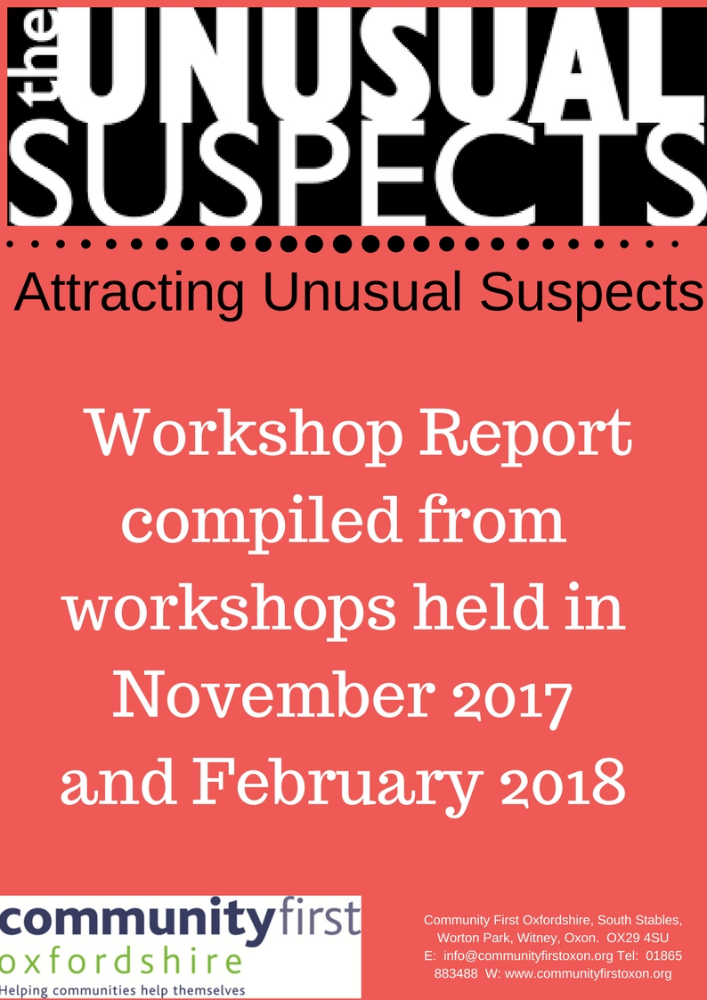 the UNUSUAL
SUSPECTS
Attracting Unusual Suspects
Workshop Report
compiled from
workshops held in
November 2017
and February 2018
communityfirst
oxfordshire
Helping communities help themselves
Community First Oxfordshire, South Stables,
Worton Park, Witney, Oxon. OX29 4SU
E: info@communityfirstoxon.org Tel: 01865
883488 W: www.communityfirstoxon.org